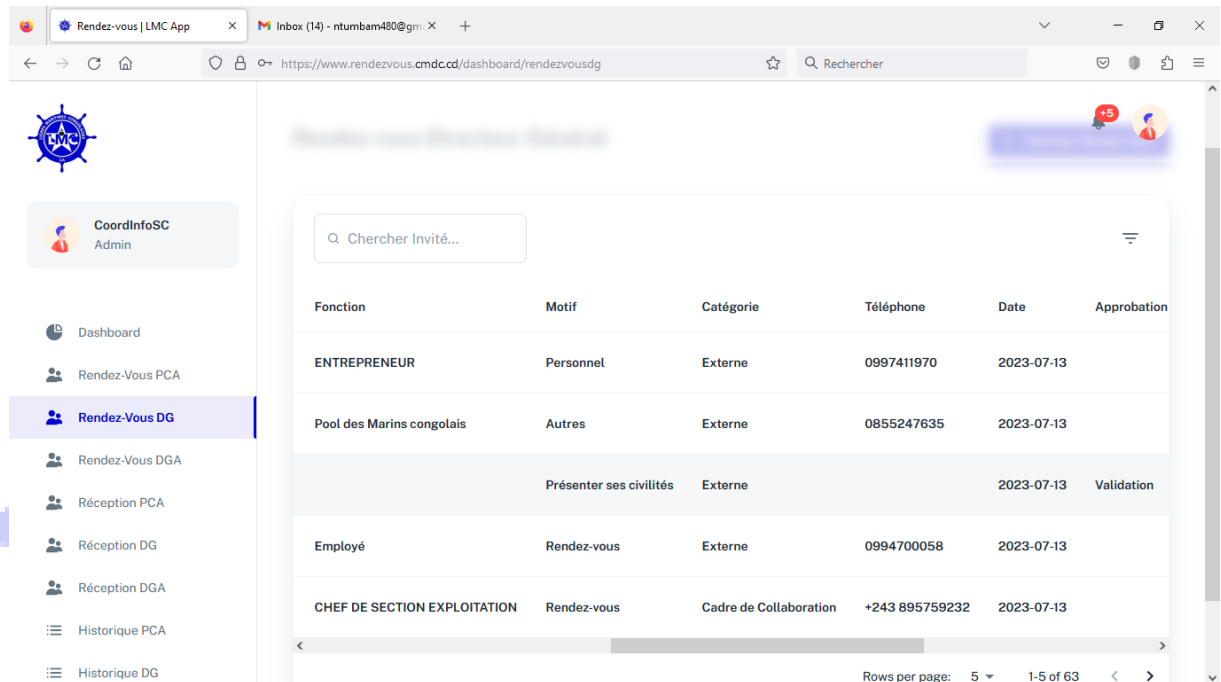 Rendez-vous | LMC App
Inbox (14) - ntumbam480@gm
https://www.rendezvous.cmdc.cd/dashboard/rendezvousdg
Rechercher
LMC
+5
CoordInfoSC
Admin
Chercher Invité...
Dashboard
Rendez-Vous PCA
Rendez-Vous DG
Rendez-Vous DGA
Réception PCA
Réception DG
Réception DGA
Historique PCA
Historique DG
Fonction Motif Catégorie Téléphone Date Approbation
ENTREPRENEUR Personnel Externe 0997411970 2023-07-13
Pool des Marins congolais Autres Externe 0855247635 2023-07-13
Présenter ses civilités Externe 2023-07-13 Validation
Employé Rendez-vous Externe 0994700058 2023-07-13
CHEF DE SECTION EXPLOITATION Rendez-vous Cadre de Collaboration +243 895759232 2023-07-13
Rows per page: 5 1-5 of 63